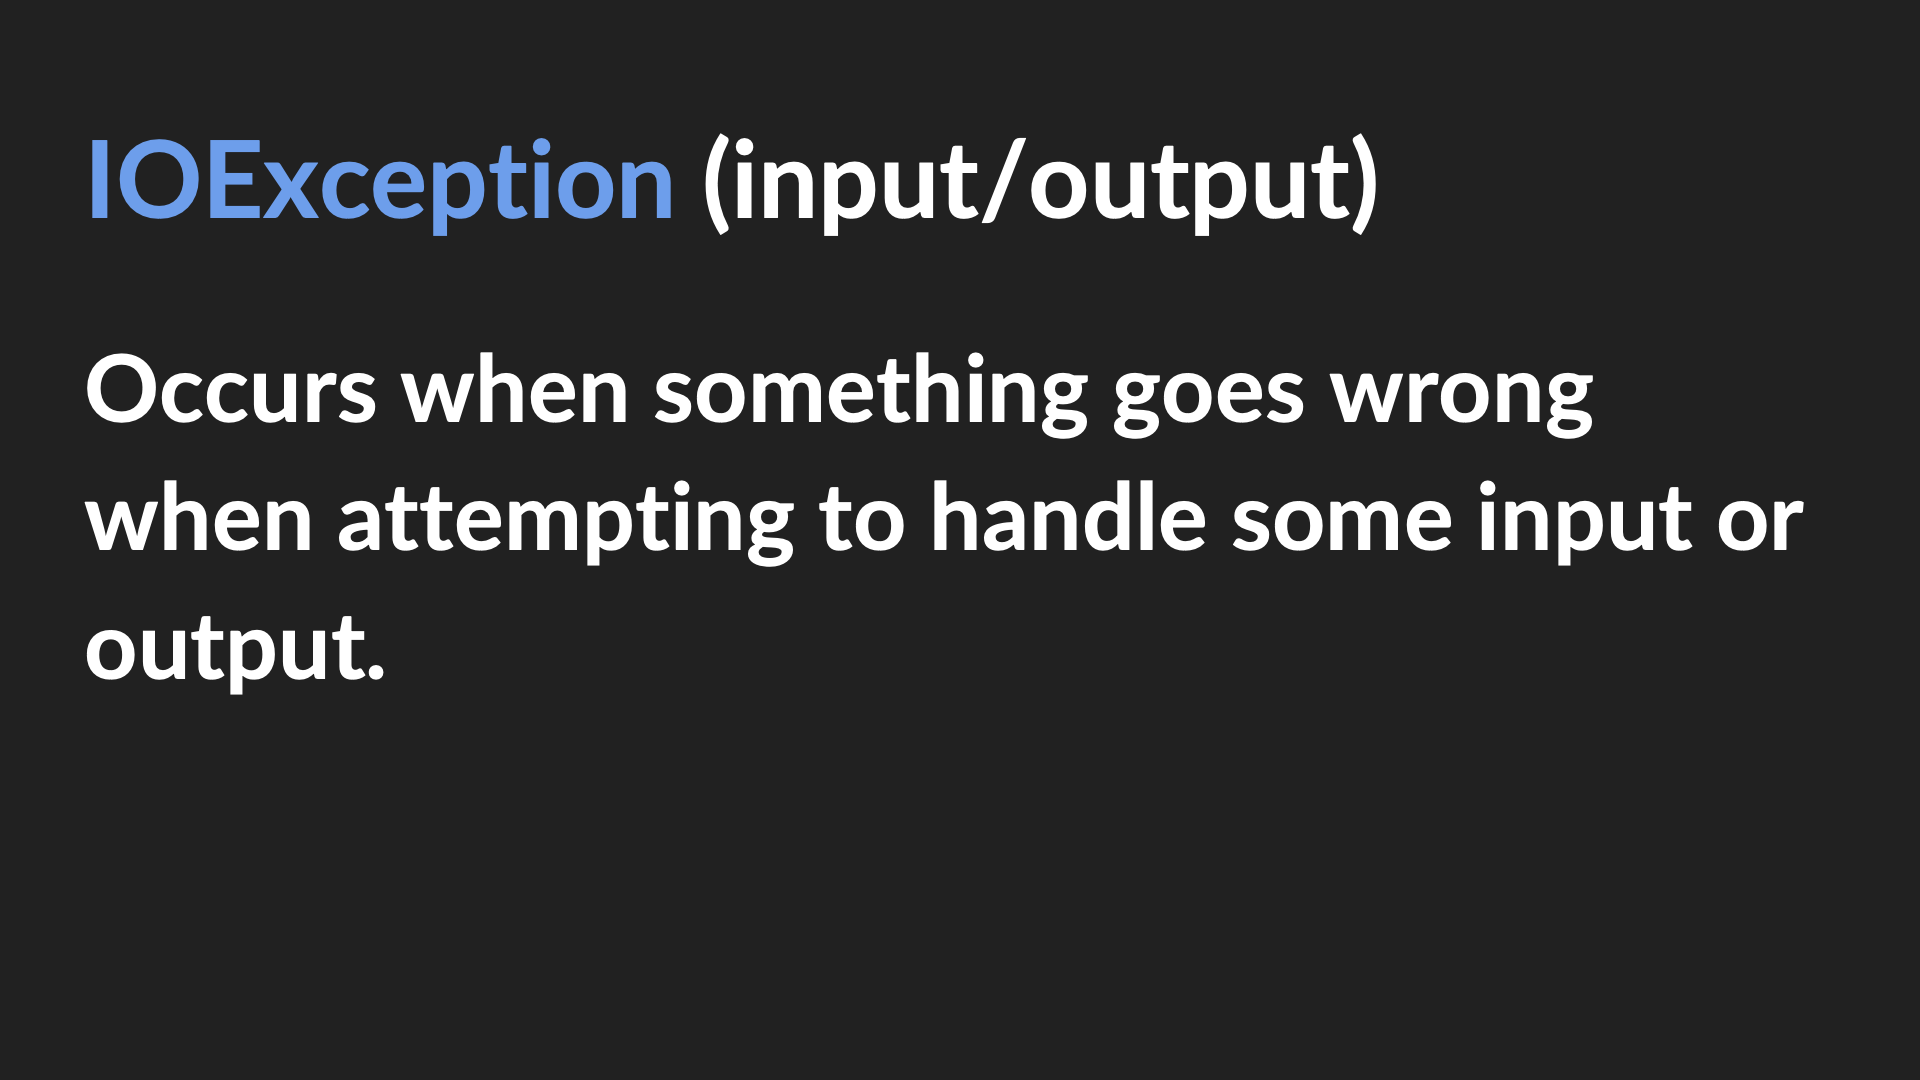 IOException (input/output)
Occurs when something goes wrong
when attempting to handle some input or
output.